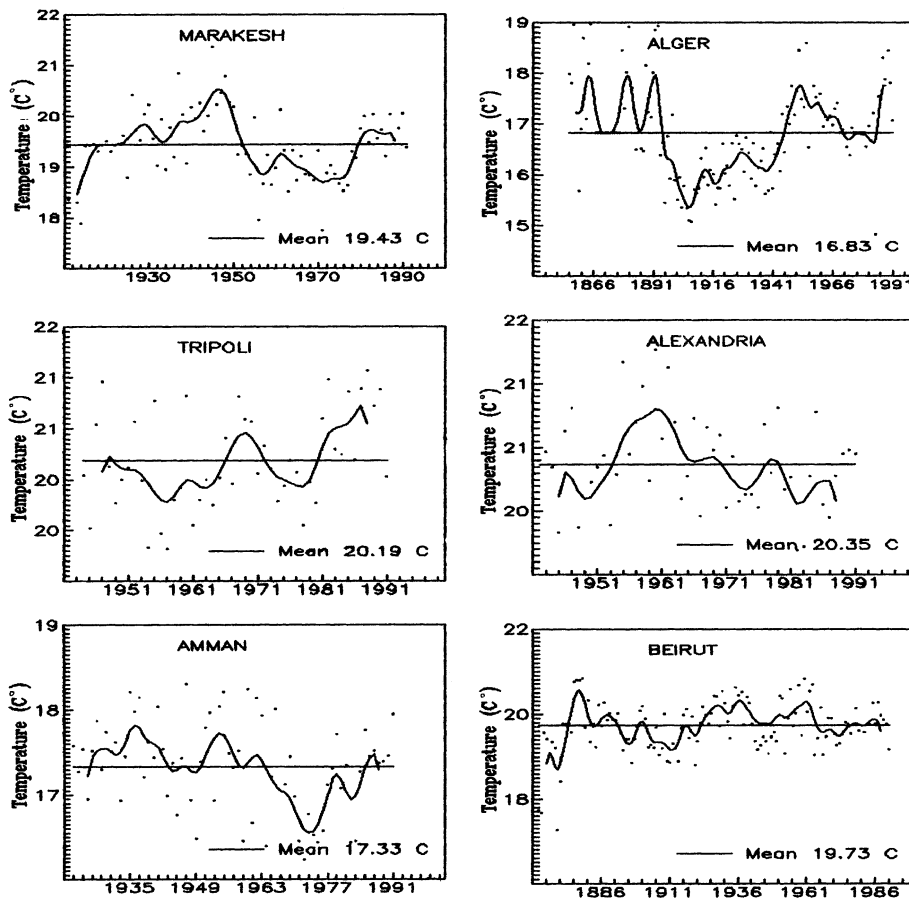 22
21
20
19
18
Temperature (C°)
MARAKESH
Mean 19.43 C
1930 1950 1970 1990
19
18
17
16
15
Temperature (C°)
ALGER
Mean 16.83 C
1866 1891 1916 1941 1966 1991
22
21
21
20
20
Temperature (C°)
TRIPOLI
Mean 20.19 C
1951 1961 1971 1981 1991
22
21
21
20
Temperature (C°)
ALEXANDRIA
Mean 20.35 C
1951 1961 1971 1981 1991
19
18
17
Temperature (C°)
AMMAN
Mean 17.33 C
1935 1949 1963 1977 1991
22
20
18
Temperature (C°)
BEIRUT
Mean 19.73 C
1886 1911 1936 1961 1986